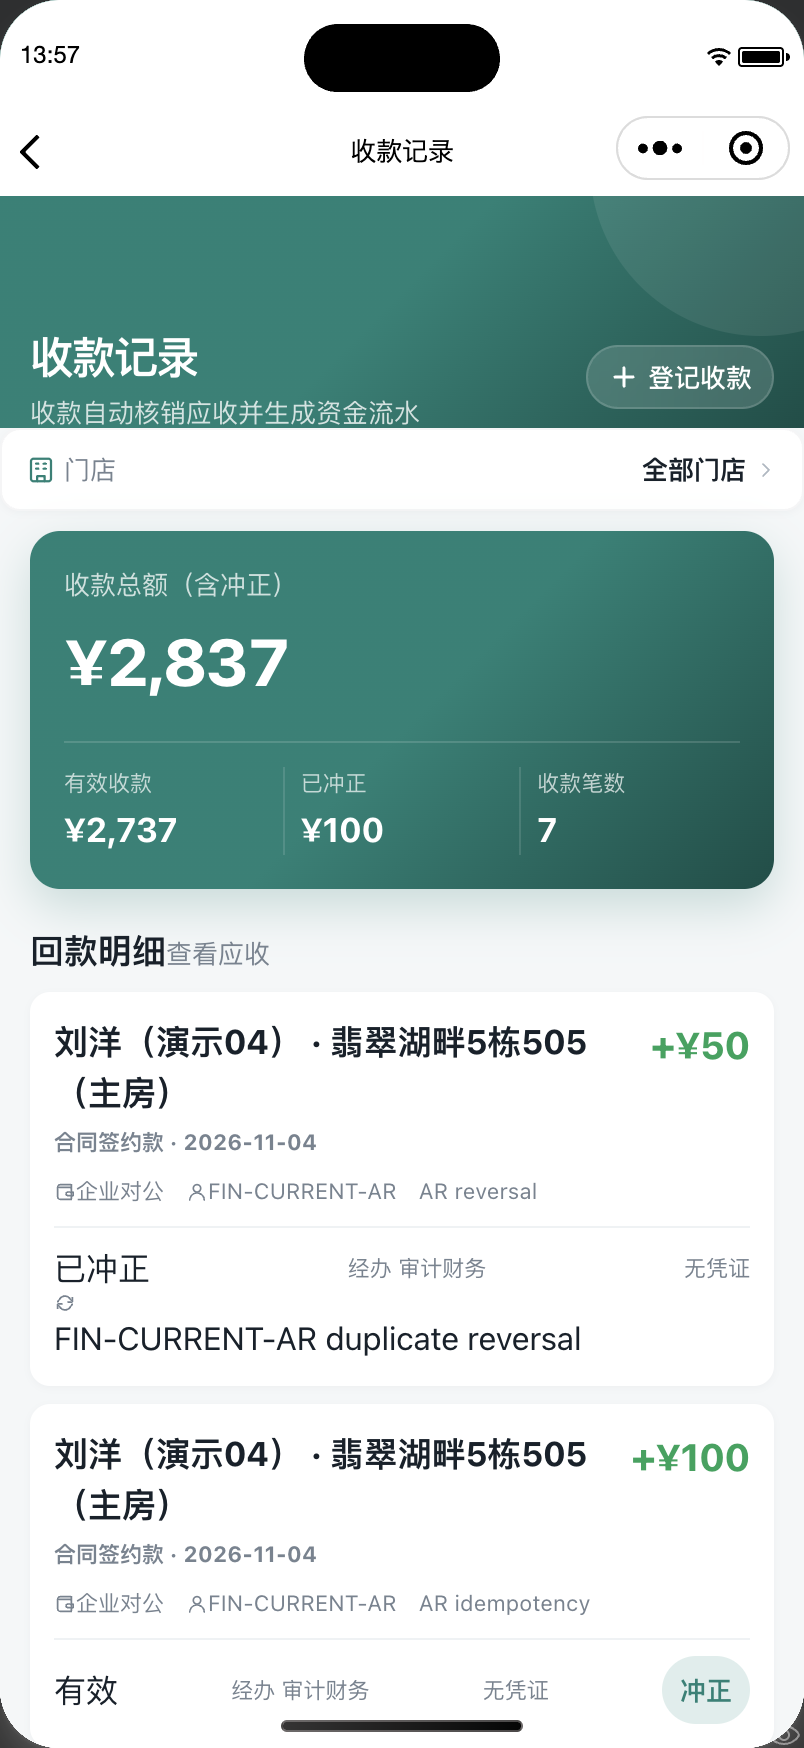 13:57
收款记录
收款记录
登记收款
收款自动核销应收并生成资金流水
门店
全部门店
收款总额（含冲正）
¥2,837
有效收款
已冲正
收款笔数
¥2,737
¥100
7
回款明细查看应收
刘洋（演示04） · 翡翠湖畔5栋505
（主房）
+¥50
合同签约款 · 2026-11-04
企业对公 FIN-CURRENT-AR AR reversal
已冲正 经办 审计财务 无凭证
FIN-CURRENT-AR duplicate reversal
刘洋（演示04） · 翡翠湖畔5栋505
（主房）
+¥100
合同签约款 · 2026-11-04
企业对公 FIN-CURRENT-AR AR idempotency
有效 经办 审计财务 无凭证 冲正